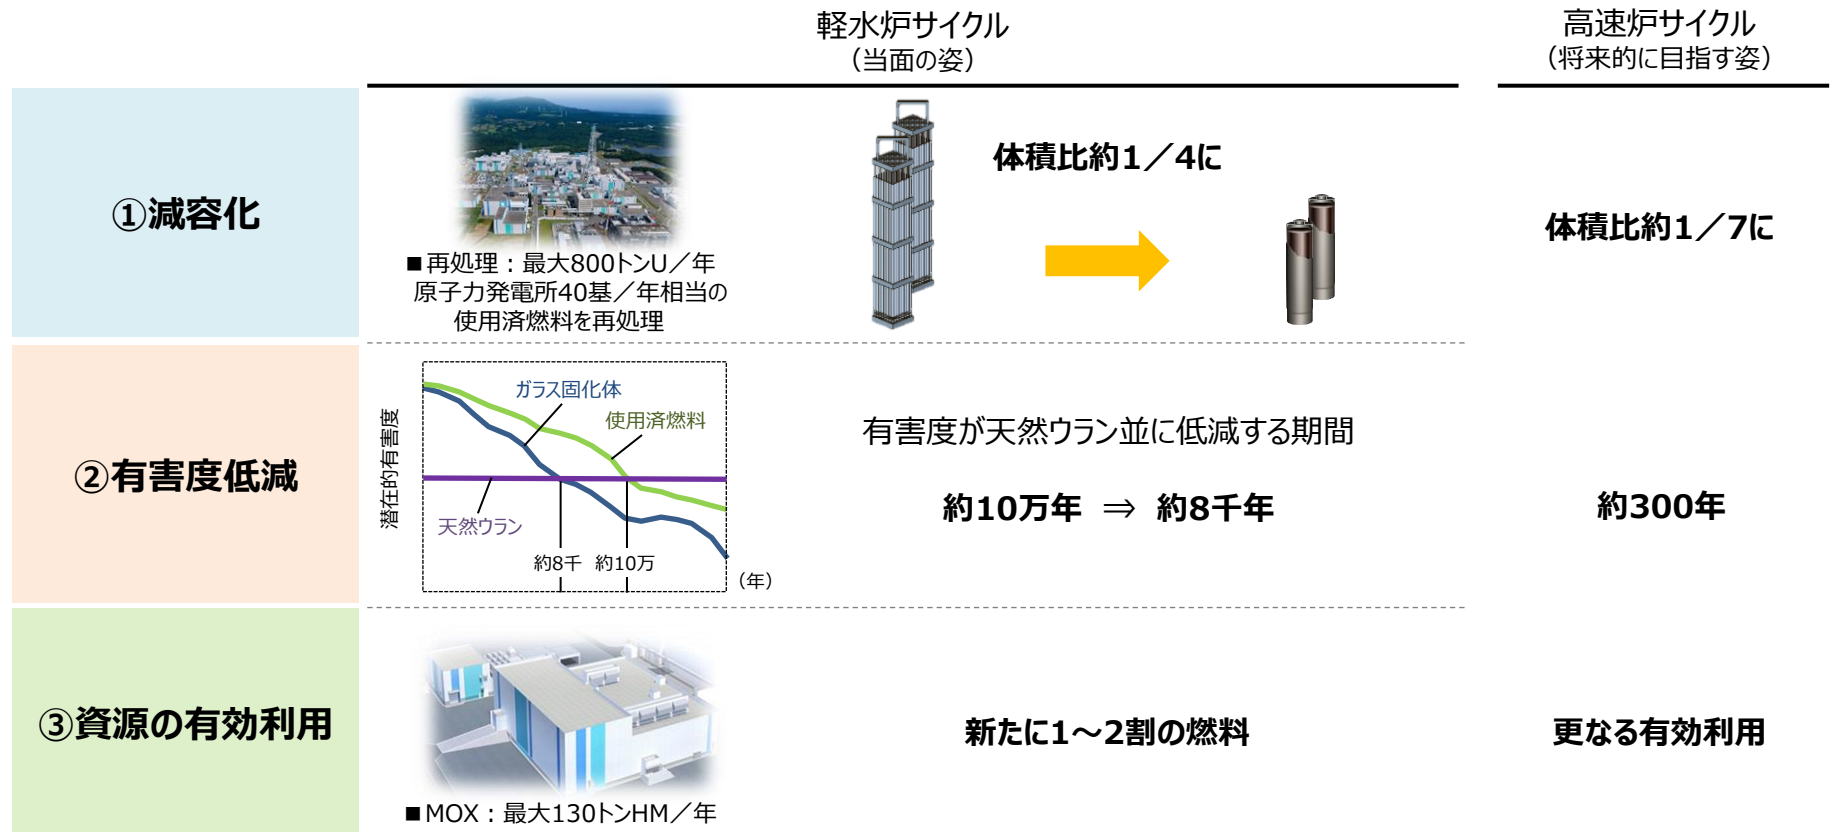 軽水炉サイクル
（当面の姿）
高速炉サイクル
（将来的に目指す姿）
①減容化
■再処理：最大800トンU／年
原子力発電所40基／年相当の
使用済燃料を再処理
体積比約1／4に
体積比約1／7に
②有害度低減
潜在的有害度
ガラス固化体
使用済燃料
天然ウラン
約8千
約10万
（年）
有害度が天然ウラン並に低減する期間
約10万年 ⇒ 約8千年
約300年
③資源の有効利用
■MOX：最大130トンHM／年
新たに1～2割の燃料
更なる有効利用